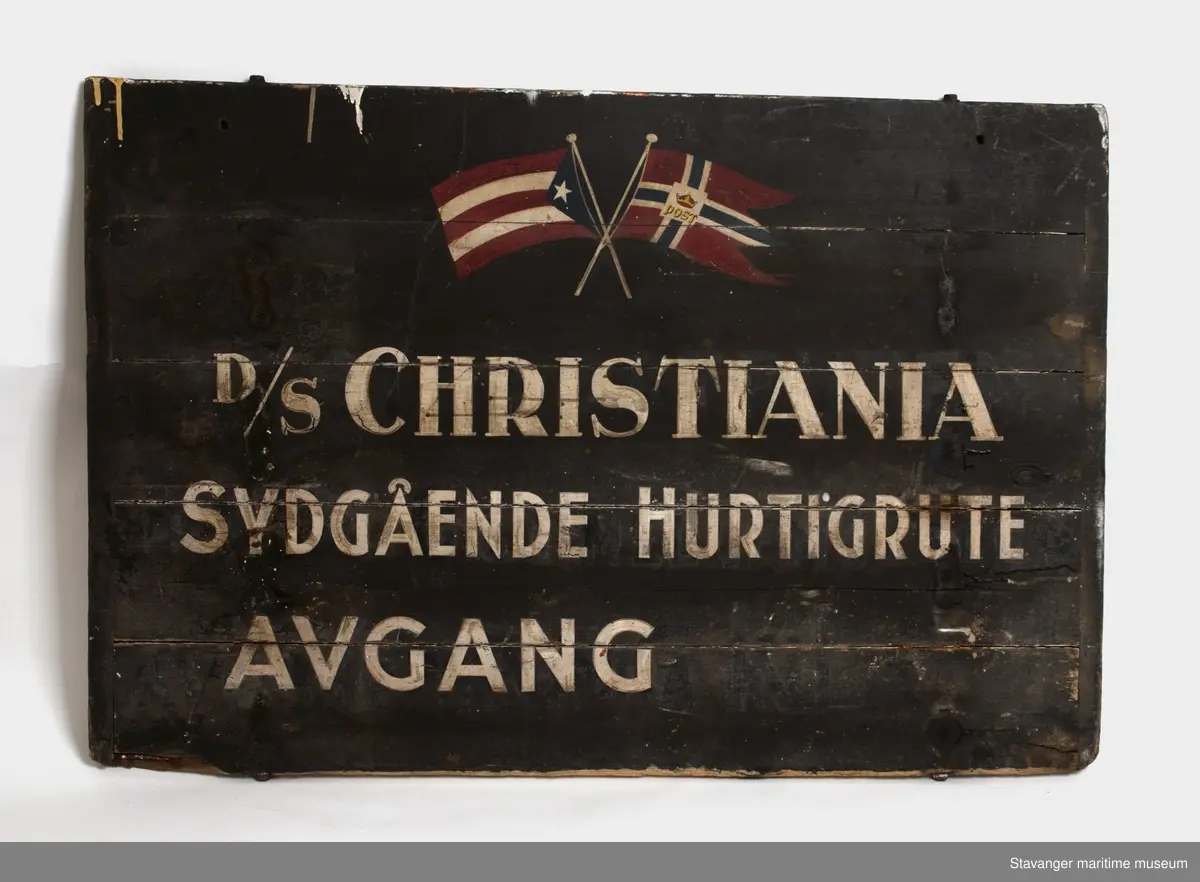 POST
D/S CHRISTIANIA
SYDGÅENDE HURTIGRUTE
AVGANG
Stavanger maritime museum